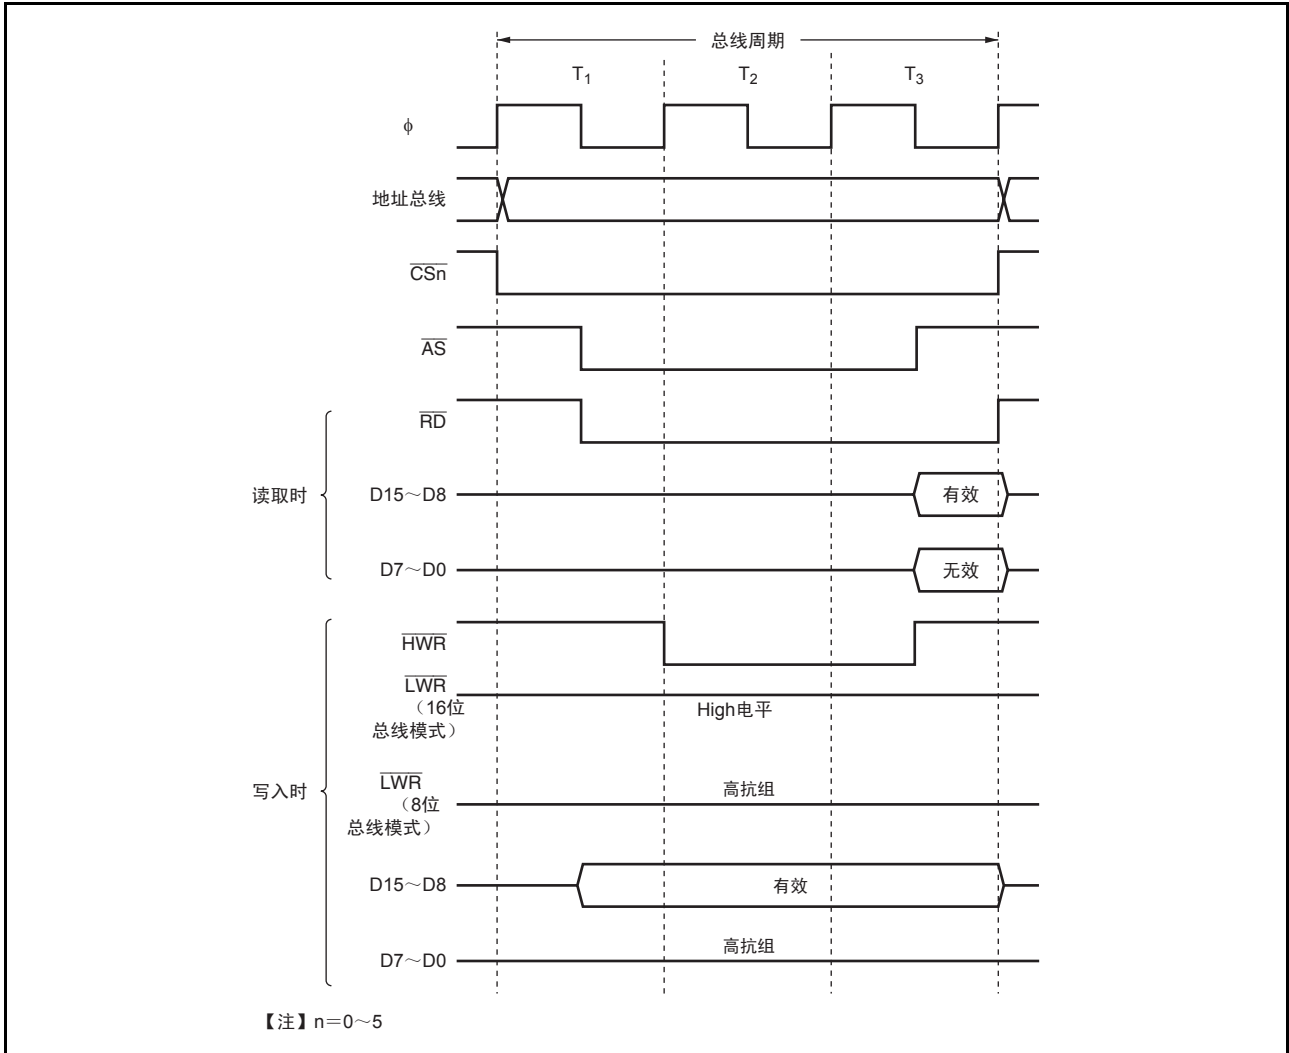 总线周期
T1 T2 T3
ϕ
地址总线
CSn
AS
RD
读取时
D15～D8 有效
D7～D0 无效
HWR
LWR
（16位
总线模式）
High电平
写入时
LWR
（8位
总线模式）
高抗组
D15～D8 有效
D7～D0 高抗组
【注】n＝0～5